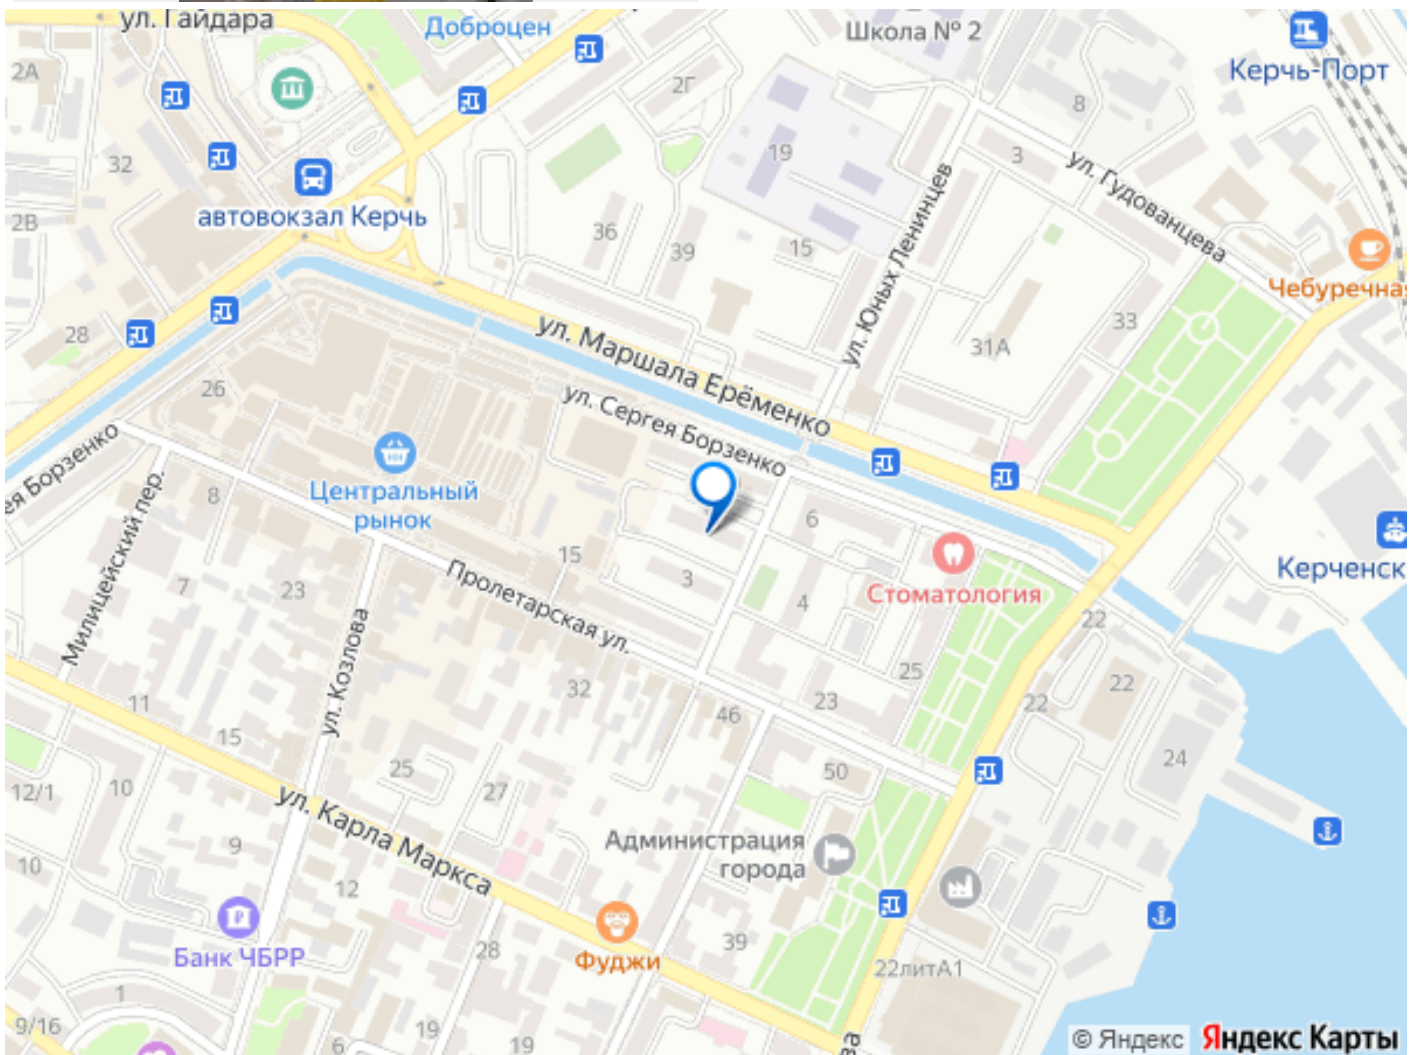 ул. Гайдара
Доброцен
Школа № 2
Керчь-Порт
2А
2Г
8
32
19
3
ул. Гудованцева
автовокзал Керчь
2В
36
39
15
ул. Юных Ленинцев
Чебуречная
28
33
31А
ул. Маршала Ерёменко
26
ул. Сергея Борзенко
ея Борзенко
Центральный
рынок
8
6
Милицейский пер.
7
23
15
3
4
Стоматология
Керченск
Пролетарская ул.
ул. Козлова
22
25
22
22
11
32
23
46
15
24
25
50
12/1
10
27
ул. Карла Маркса
Администрация
города
9
10
12
Банк ЧБРР
28
Фуджи
39
22литА1
1
9/16
6
19
19
ва
© Яндекс Яндекс Карты